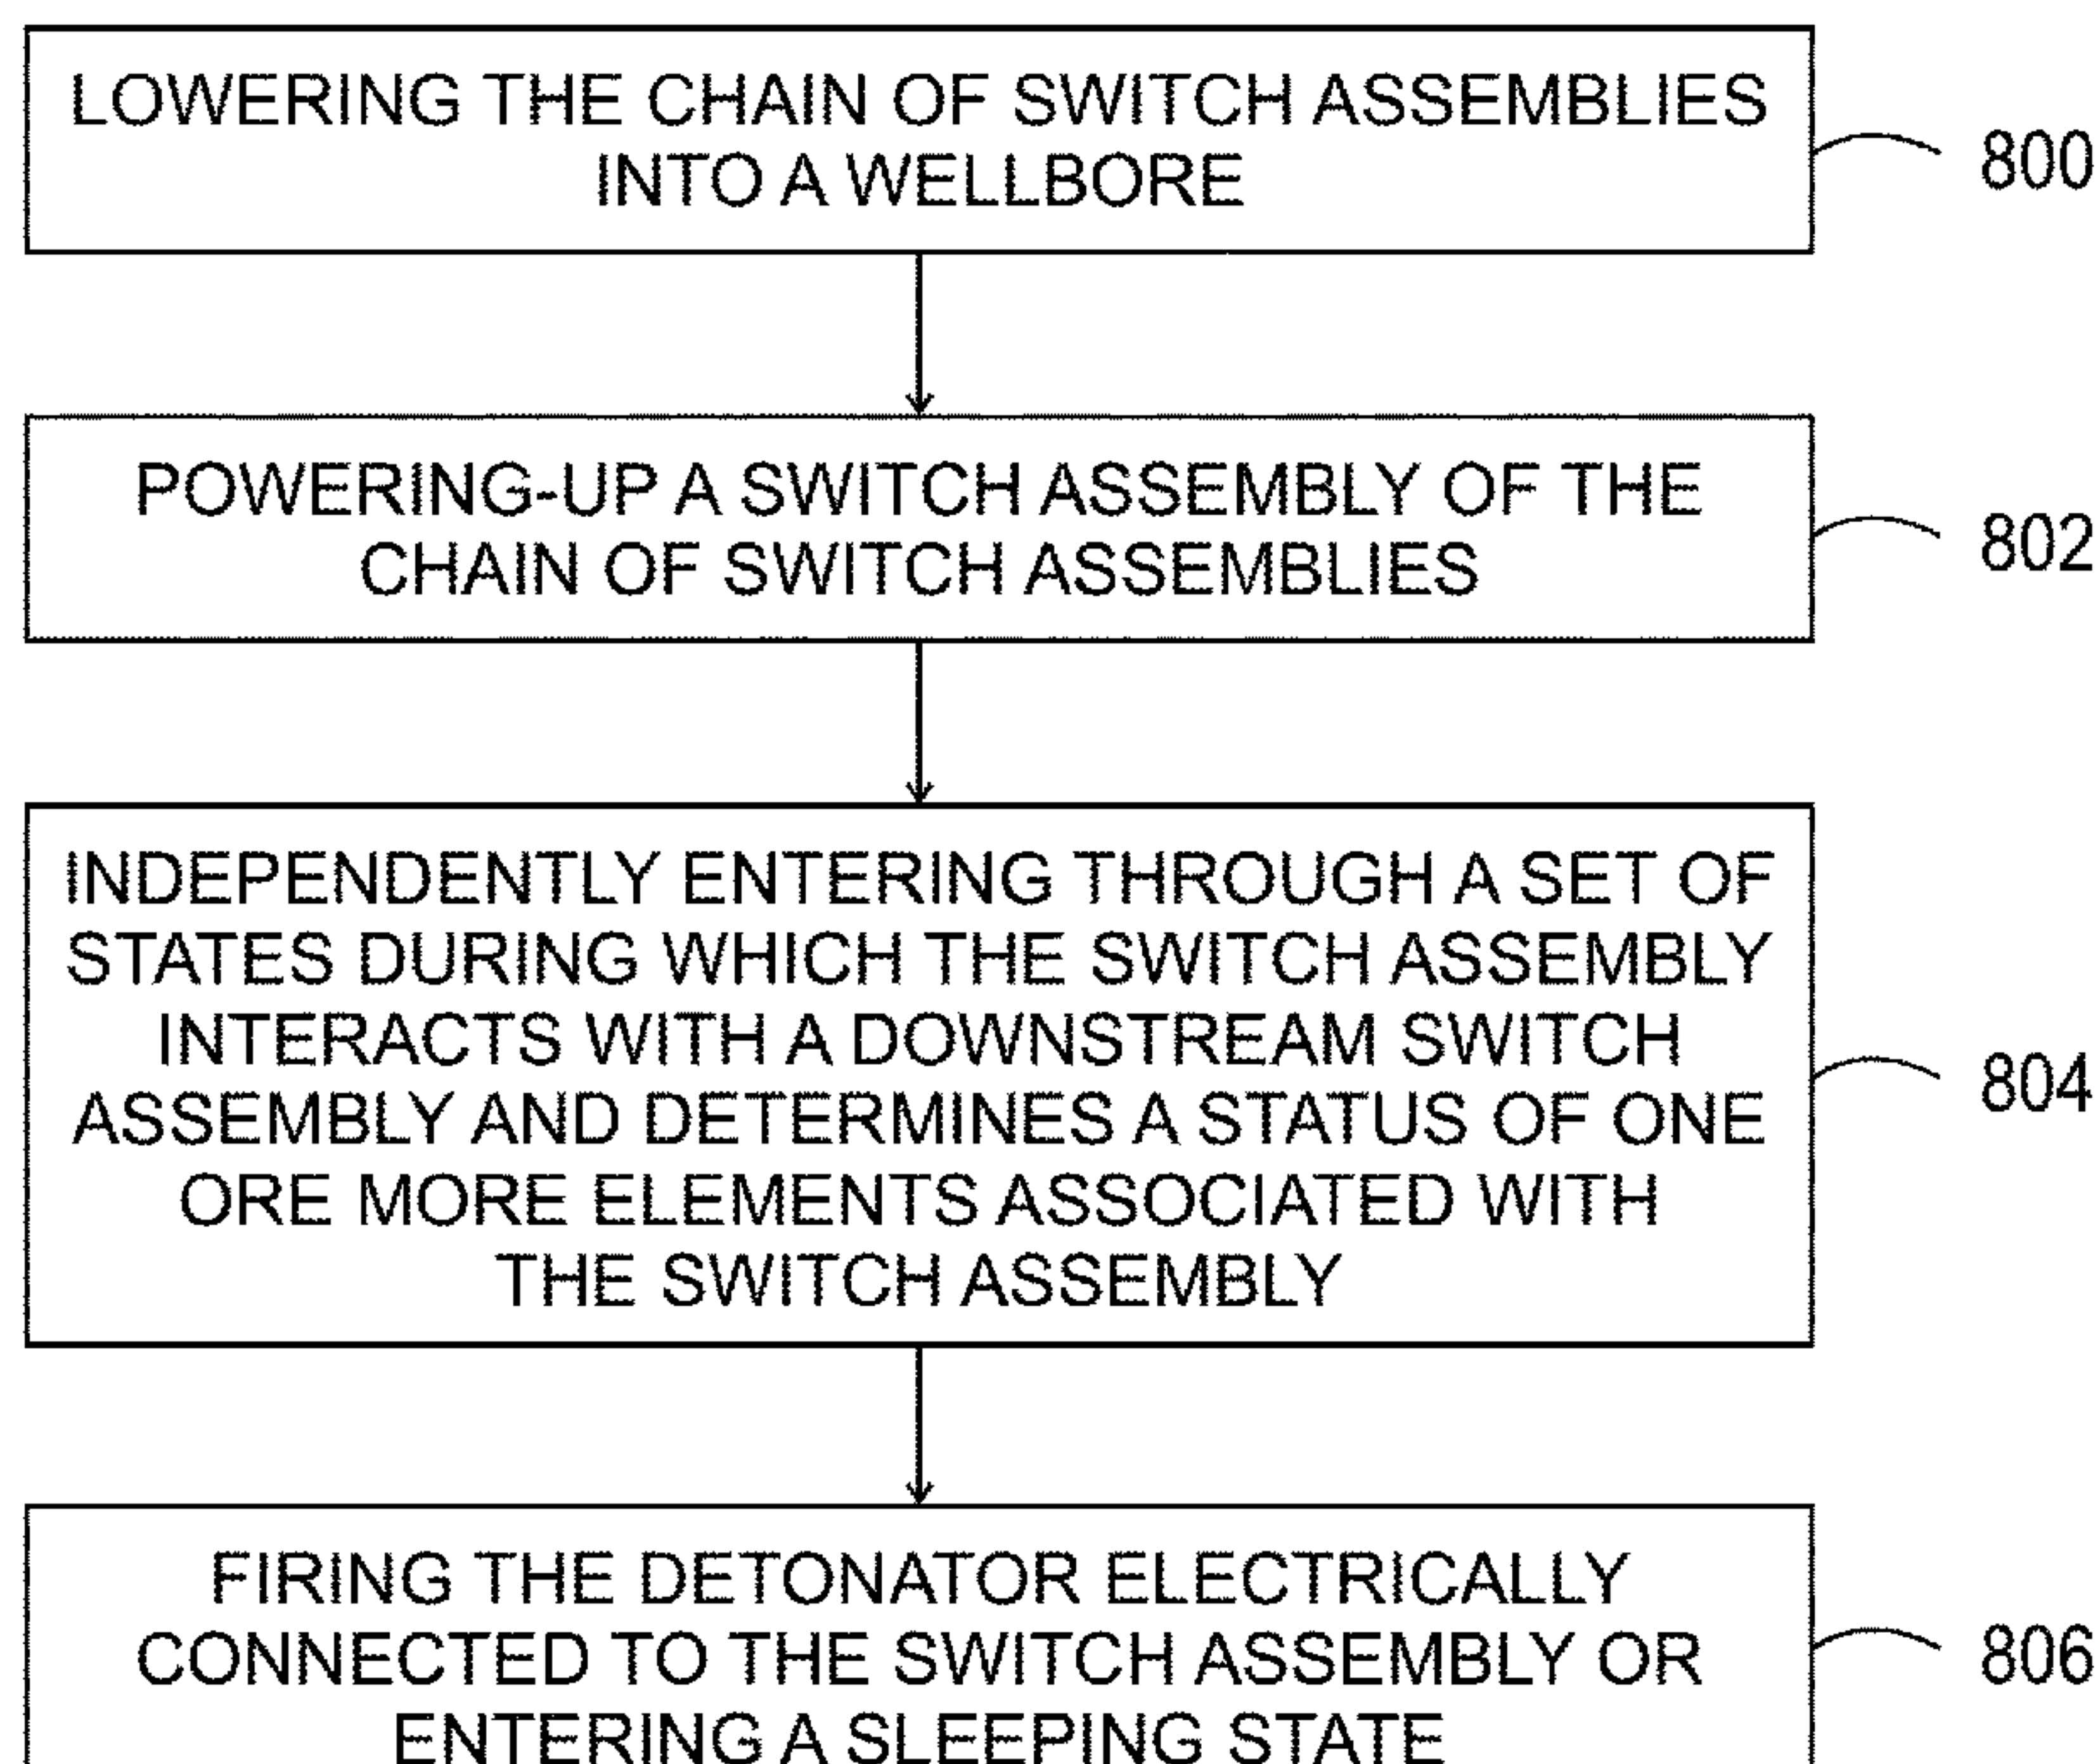 LOWERING THE CHAIN OF SWITCH ASSEMBLIES
INTO A WELLBORE
800
POWERING-UP A SWITCH ASSEMBLY OF THE
CHAIN OF SWITCH ASSEMBLIES
802
INDEPENDENTLY ENTERING THROUGH A SET OF
STATES DURING WHICH THE SWITCH ASSEMBLY
INTERACTS WITH A DOWNSTREAM SWITCH
ASSEMBLY AND DETERMINES A STATUS OF ONE
ORE MORE ELEMENTS ASSOCIATED WITH
THE SWITCH ASSEMBLY
804
FIRING THE DETONATOR ELECTRICALLY
CONNECTED TO THE SWITCH ASSEMBLY OR
ENTERING A SLEEPING STATE
806